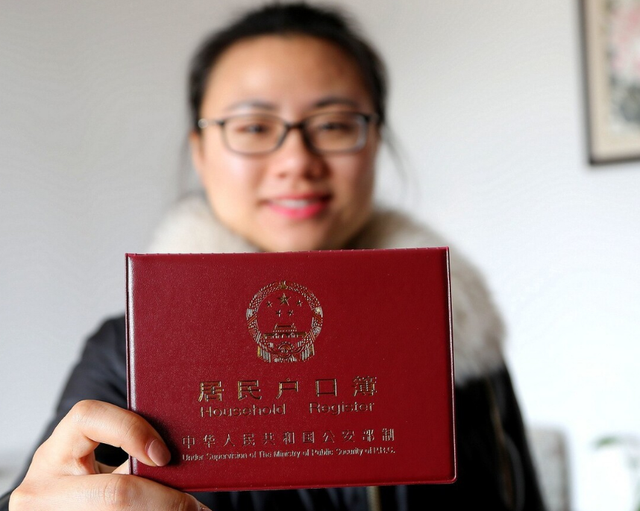 居民户口簿
Household Register
中华人民共和国公安部制
Under Supervision of The Ministry of Public Security of P.R.C.